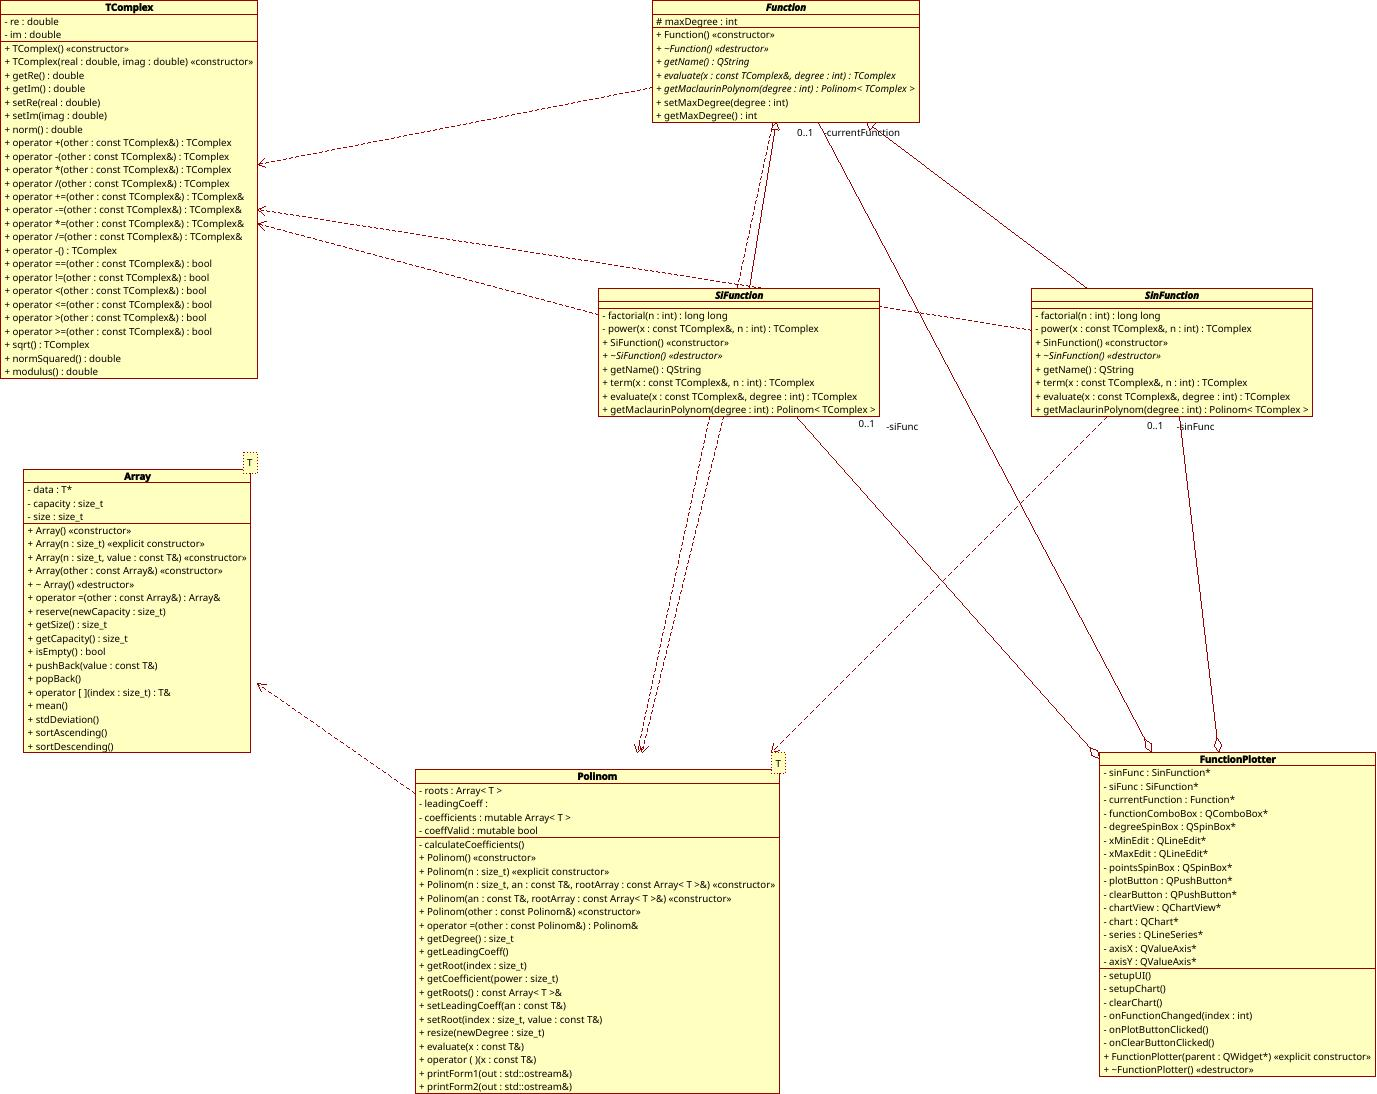 TComplex
- re : double
- im : double
+ TComplex() «constructor»
+ TComplex(real : double, imag : double) «constructor»
+ getRe() : double
+ getIm() : double
+ setRe(real : double)
+ setIm(imag : double)
+ norm() : double
+ operator +(other : const TComplex&) : TComplex
+ operator -(other : const TComplex&) : TComplex
+ operator *(other : const TComplex&) : TComplex
+ operator /(other : const TComplex&) : TComplex
+ operator +=(other : const TComplex&) : TComplex&
+ operator -=(other : const TComplex&) : TComplex&
+ operator *=(other : const TComplex&) : TComplex&
+ operator /=(other : const TComplex&) : TComplex&
+ operator -() : TComplex
+ operator ==(other : const TComplex&) : bool
+ operator !=(other : const TComplex&) : bool
+ operator <(other : const TComplex&) : bool
+ operator <=(other : const TComplex&) : bool
+ operator >(other : const TComplex&) : bool
+ operator >=(other : const TComplex&) : bool
+ sqrt() : TComplex
+ normSquared() : double
+ modulus() : double
Function
# maxDegree : int
+ Function() «constructor»
+ ~Function() «destructor»
+ getName() : QString
+ evaluate(x : const TComplex&, degree : int) : TComplex
+ getMaclaurinPolynom(degree : int) : Polinom< TComplex >
+ setMaxDegree(degree : int)
+ getMaxDegree() : int
0..1
-currentFunction
SiFunction
- factorial(n : int) : long long
- power(x : const TComplex&, n : int) : TComplex
+ SiFunction() «constructor»
+ ~SiFunction() «destructor»
+ getName() : QString
+ term(x : const TComplex&, n : int) : TComplex
+ evaluate(x : const TComplex&, degree : int) : TComplex
+ getMaclaurinPolynom(degree : int) : Polinom< TComplex >
0..1
-siFunc
SinFunction
- factorial(n : int) : long long
- power(x : const TComplex&, n : int) : TComplex
+ SinFunction() «constructor»
+ ~SinFunction() «destructor»
+ getName() : QString
+ term(x : const TComplex&, n : int) : TComplex
+ evaluate(x : const TComplex&, degree : int) : TComplex
+ getMaclaurinPolynom(degree : int) : Polinom< TComplex >
0..1
-sinFunc
T
Array
- data : T*
- capacity : size_t
- size : size_t
+ Array() «constructor»
+ Array(n : size_t) «explicit constructor»
+ Array(n : size_t, value : const T&) «constructor»
+ Array(other : const Array&) «constructor»
+ ~ Array() «destructor»
+ operator =(other : const Array&) : Array&
+ reserve(newCapacity : size_t)
+ getSize() : size_t
+ getCapacity() : size_t
+ isEmpty() : bool
+ pushBack(value : const T&)
+ popBack()
+ operator [ ](index : size_t) : T&
+ mean()
+ stdDeviation()
+ sortAscending()
+ sortDescending()
T
Polinom
- roots : Array< T >
- leadingCoeff :
- coefficients : mutable Array< T >
- coeffValid : mutable bool
- calculateCoefficients()
+ Polinom() «constructor»
+ Polinom(n : size_t) «explicit constructor»
+ Polinom(n : size_t, an : const T&, rootArray : const Array< T >&) «constructor»
+ Polinom(an : const T&, rootArray : const Array< T >&) «constructor»
+ Polinom(other : const Polinom&) «constructor»
+ operator =(other : const Polinom&) : Polinom&
+ getDegree() : size_t
+ getLeadingCoeff()
+ getRoot(index : size_t)
+ getCoefficient(power : size_t)
+ getRoots() : const Array< T >&
+ setLeadingCoeff(an : const T&)
+ setRoot(index : size_t, value : const T&)
+ resize(newDegree : size_t)
+ evaluate(x : const T&)
+ operator ( )(x : const T&)
+ printForm1(out : std::ostream&)
+ printForm2(out : std::ostream&)
FunctionPlotter
- sinFunc : SinFunction*
- siFunc : SiFunction*
- currentFunction : Function*
- functionComboBox : QComboBox*
- degreeSpinBox : QSpinBox*
- xMinEdit : QLineEdit*
- xMaxEdit : QLineEdit*
- pointsSpinBox : QSpinBox*
- plotButton : QPushButton*
- clearButton : QPushButton*
- chartView : QChartView*
- chart : QChart*
- series : QLineSeries*
- axisX : QValueAxis*
- axisY : QValueAxis*
- setupUI()
- setupChart()
- clearChart()
- onFunctionChanged(index : int)
- onPlotButtonClicked()
- onClearButtonClicked()
+ FunctionPlotter(parent : QWidget*) «explicit constructor»
+ ~FunctionPlotter() «destructor»